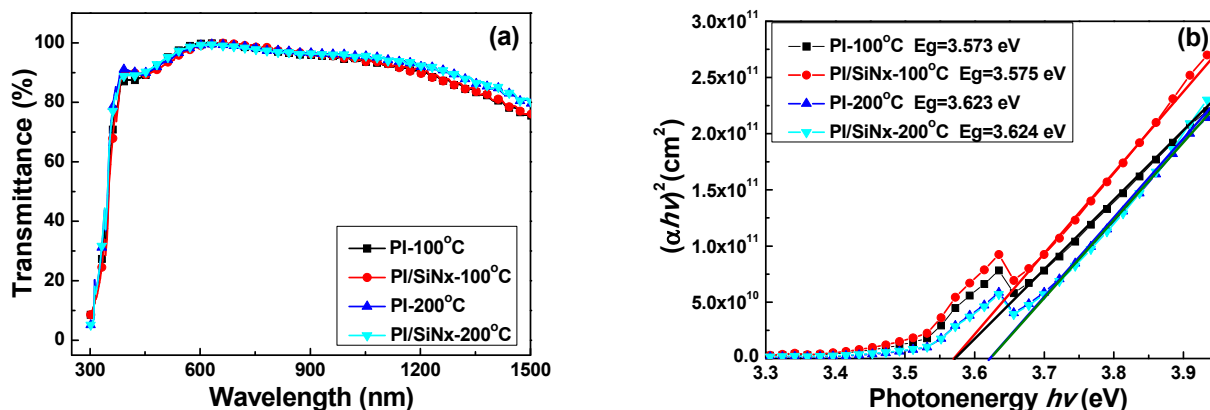 (a)
Transmittance (%)
100
80
60
40
20
0
PI-100°C
PI/SiNx-100°C
PI-200°C
PI/SiNx-200°C
300 600 900 1200 1500
Wavelength (nm)
(b)
(αhν)²(cm²)
3.0x10¹¹
2.5x10¹¹
2.0x10¹¹
1.5x10¹¹
1.0x10¹¹
5.0x10¹⁰
0.0
PI-100°C Eg=3.573 eV
PI/SiNx-100°C Eg=3.575 eV
PI-200°C Eg=3.623 eV
PI/SiNx-200°C Eg=3.624 eV
3.3 3.4 3.5 3.6 3.7 3.8 3.9
Photonenergy hν (eV)